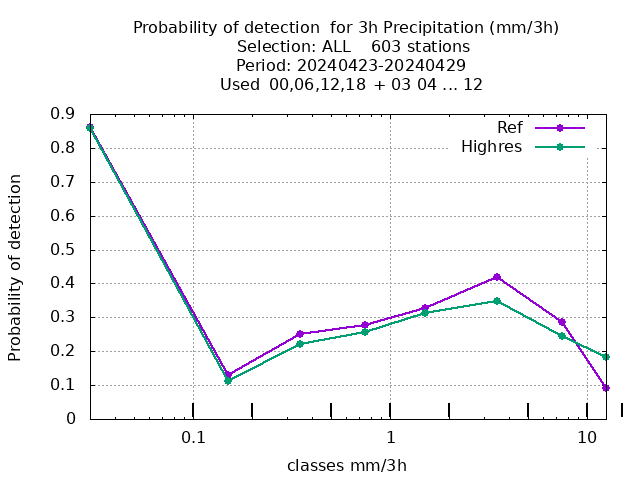 Probability of detection  for 3h Precipitation (mm/3h)
Selection: ALL    603 stations
Period: 20240423-20240429
Used  00,06,12,18  + 03 04 ... 12
Ref
Highres
0.9
0.8
0.7
0.6
0.5
0.4
0.3
0.2
0.1
0
Probability of detection
0.1 1 10
classes mm/3h